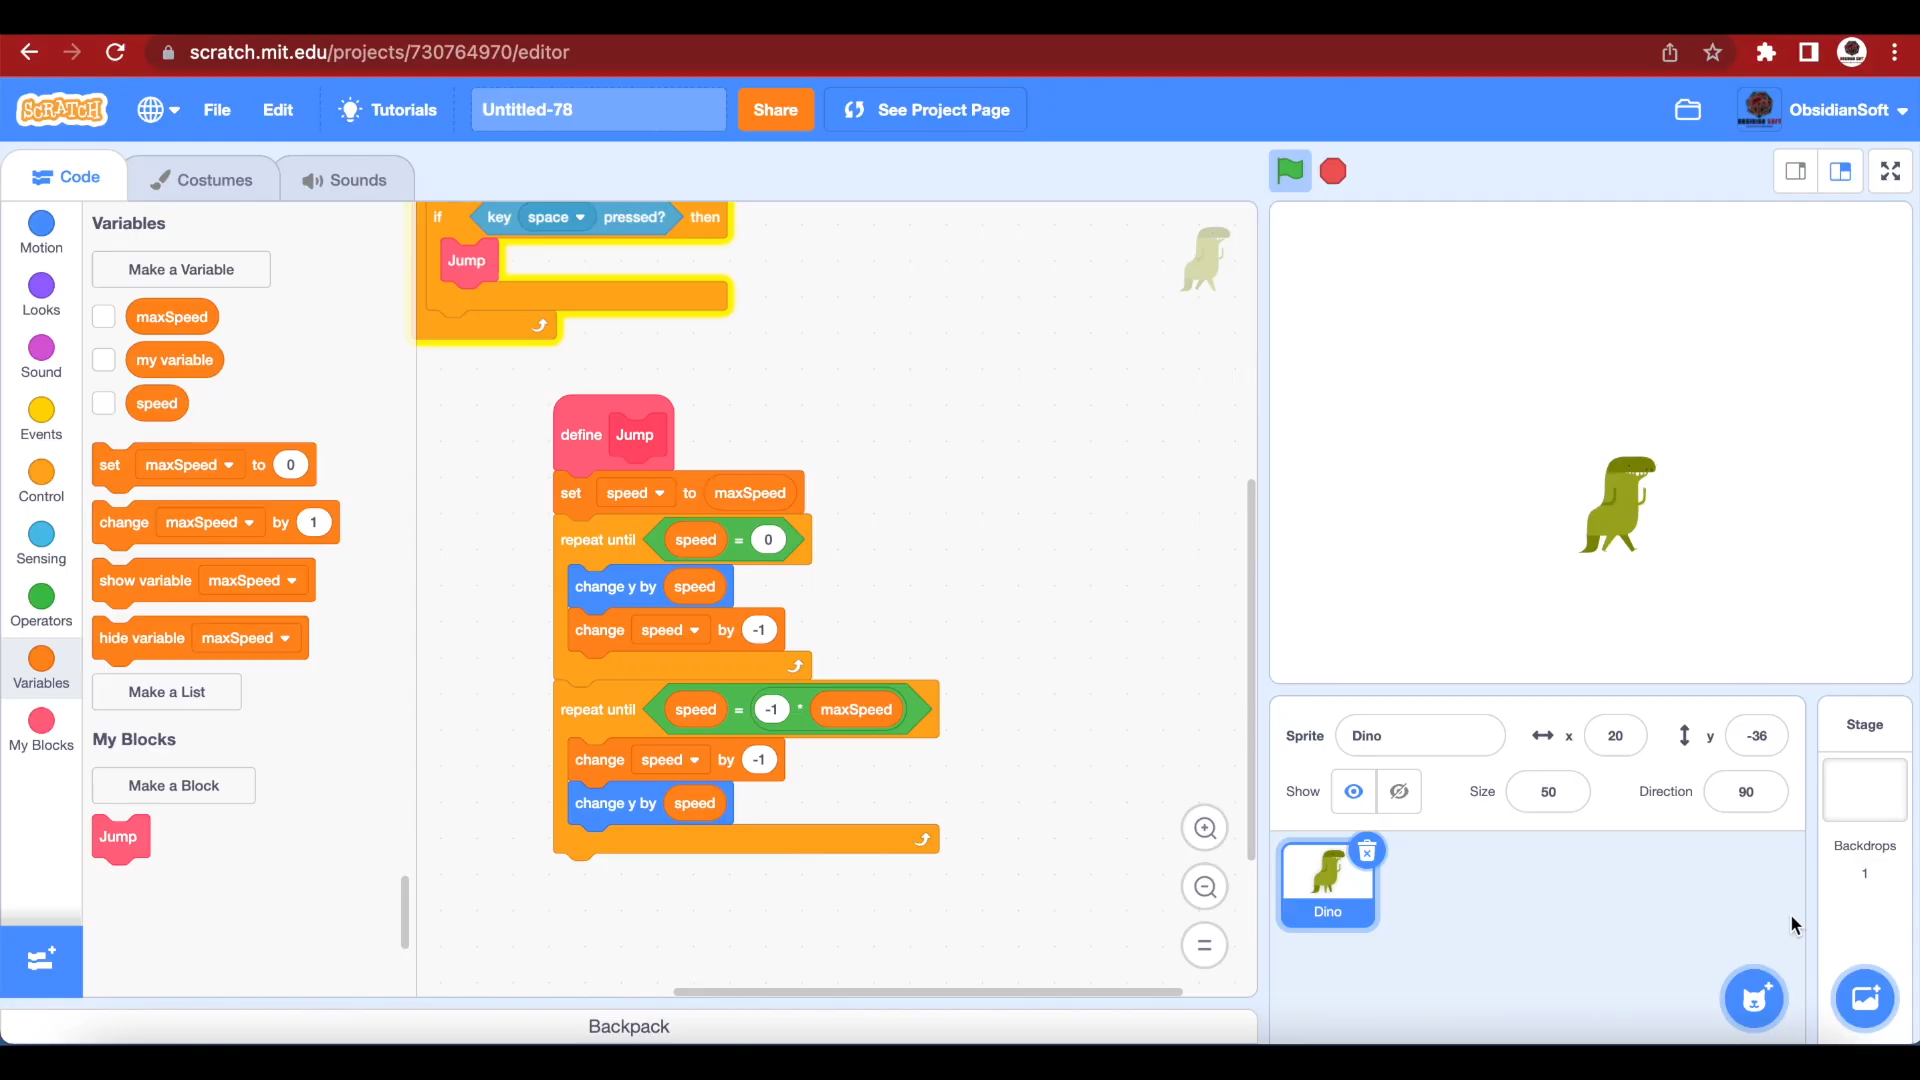 scratch.mit.edu/projects/730764970/editor
SCRATCH
File
Edit
Tutorials
Untitled-78
Share
See Project Page
ObsidianSoft
Code
Costumes
Sounds
Motion
Looks
Sound
Events
Control
Sensing
Operators
Variables
My Blocks
Variables
Make a Variable
maxSpeed
my variable
speed
set maxSpeed to 0
change maxSpeed by 1
show variable maxSpeed
hide variable maxSpeed
Make a List
My Blocks
Make a Block
Jump
if key space pressed? then
Jump
define Jump
set speed to maxSpeed
repeat until speed = 0
change y by speed
change speed by -1
repeat until speed = -1 * maxSpeed
change speed by -1
change y by speed
Backpack
Sprite Dino x 20 y -36
Show Size 50 Direction 90
Dino
Stage
Backdrops
1